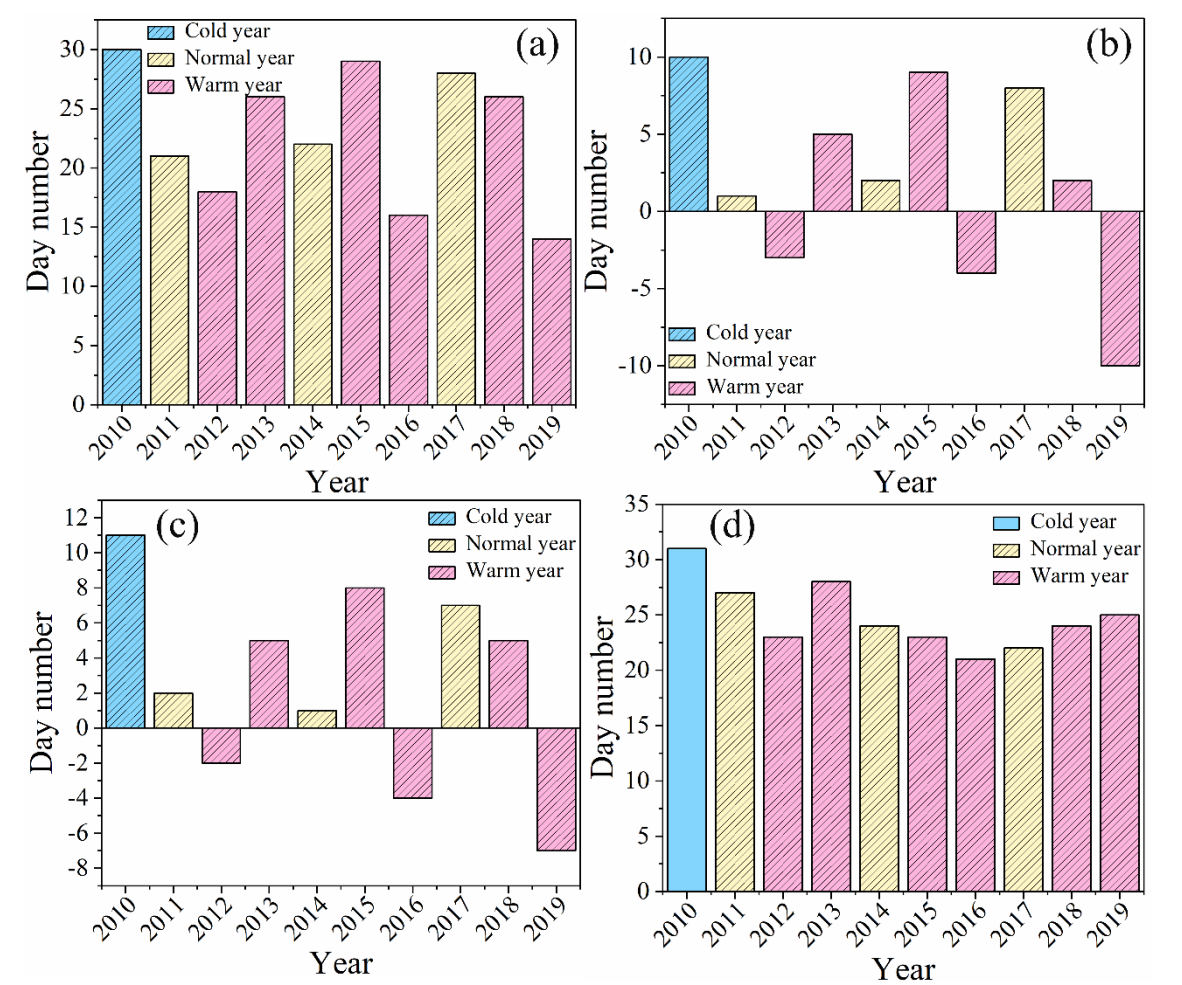 (a)
Cold year
Normal year
Warm year
30
25
20
15
10
5
0
Day number
2010
2011
2012
2013
2014
2015
2016
2017
2018
2019
Year
(b)
10
5
0
-5
-10
Day number
Cold year
Normal year
Warm year
2010
2011
2012
2013
2014
2015
2016
2017
2018
2019
Year
(c)
Cold year
Normal year
Warm year
12
10
8
6
4
2
0
-2
-4
-6
-8
Day number
2010
2011
2012
2013
2014
2015
2016
2017
2018
2019
Year
(d)
Cold year
Normal year
Warm year
35
30
25
20
15
10
5
0
Day number
2010
2011
2012
2013
2014
2015
2016
2017
2018
2019
Year